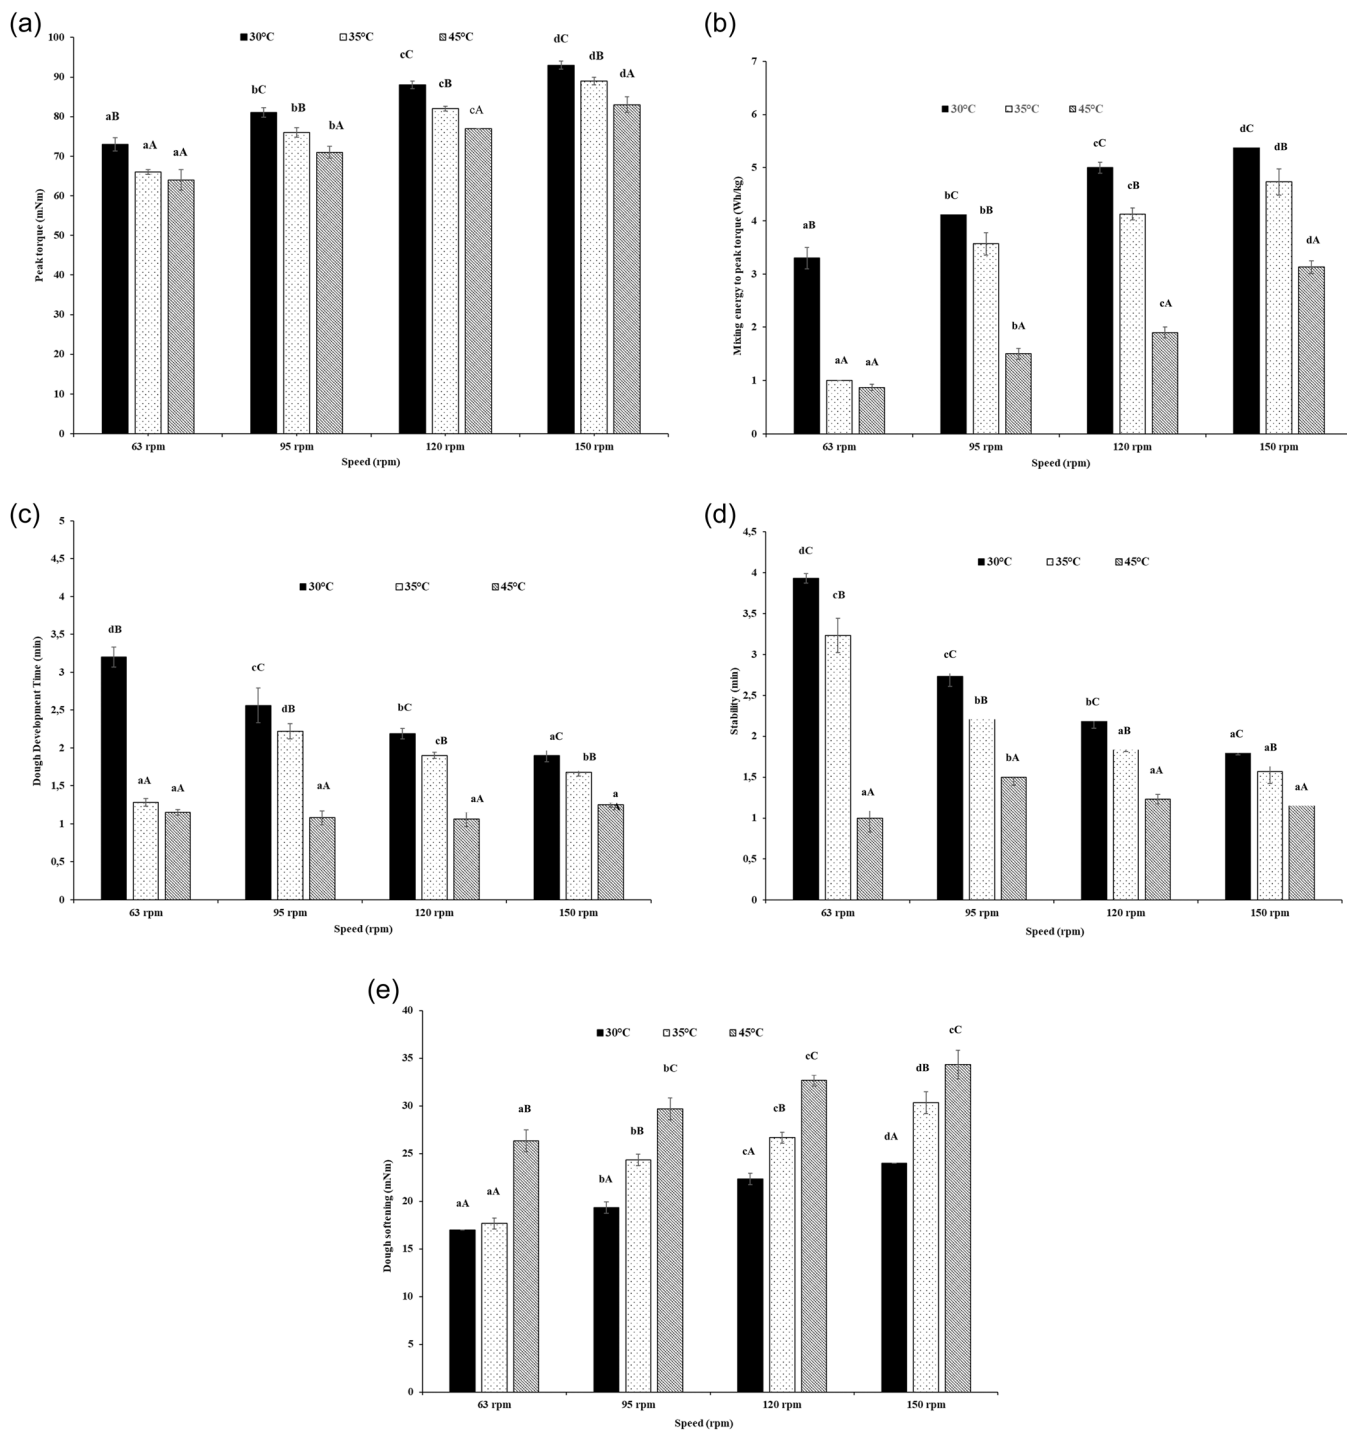 (a)
30°C 35°C 45°C
Peak torque (mNm)
100
90
80
70
60
50
40
30
20
10
0
aB aA aA
bC bB bA
cC cB cA
dC dB dA
63 rpm 95 rpm 120 rpm 150 rpm
Speed (rpm)
(b)
30°C 35°C 45°C
Mixing energy to peak torque (Wh/kg)
7
6
5
4
3
2
1
0
aB aA aA
bC bB bA
cC cB cA
dC dB dA
63 rpm 95 rpm 120 rpm 150 rpm
Speed (rpm)
(c)
30°C 35°C 45°C
Dough Development Time (min)
5
4,5
4
3,5
3
2,5
2
1,5
1
0,5
0
dB aA aA
cC dB aA
bC cB aA
aC bB a
A
63 rpm 95 rpm 120 rpm 150 rpm
Speed (rpm)
(d)
30°C 35°C 45°C
Stability (min)
4,5
4
3,5
3
2,5
2
1,5
1
0,5
0
dC cB aA
cC bB bA
bC aB aA
aC aB aA
63 rpm 95 rpm 120 rpm 150 rpm
Speed (rpm)
(e)
30°C 35°C 45°C
Dough softening (mNm)
40
35
30
25
20
15
10
5
0
aA aA aB
bA bB bC
cA cB cC
dA dB cC
63 rpm 95 rpm 120 rpm 150 rpm
Speed (rpm)